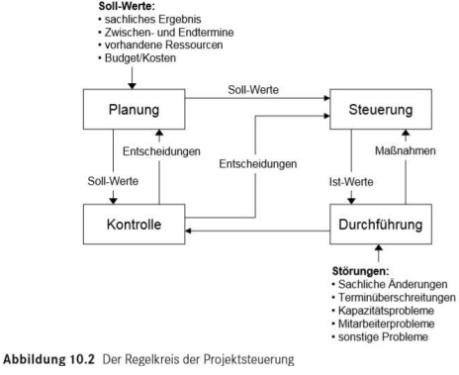 Soll-Werte:
• sachliches Ergebnis
• Zwischen- und Endtermine
• vorhandene Ressourcen
• Budget/Kosten
Planung
Soll-Werte
Steuerung
Entscheidungen
Entscheidungen
Maßnahmen
Soll-Werte
Ist-Werte
Kontrolle
Durchführung
Störungen:
• Sachliche Änderungen
• Terminüberschreitungen
• Kapazitätsprobleme
• Mitarbeiterprobleme
• sonstige Probleme
Abbildung 10.2 Der Regelkreis der Projektsteuerung